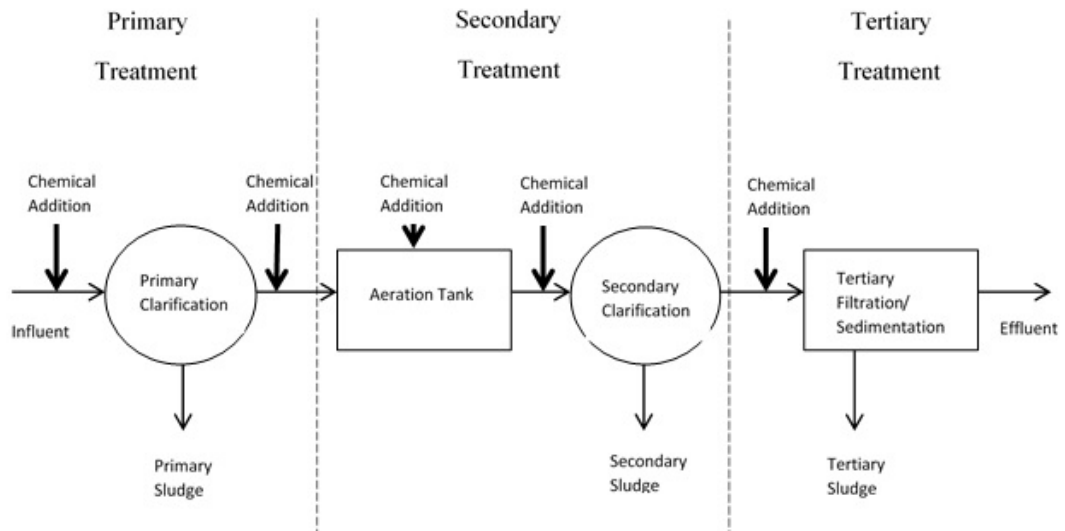 Primary
Treatment
Secondary
Treatment
Tertiary
Treatment
Chemical
Addition
Chemical
Addition
Chemical
Addition
Chemical
Addition
Chemical
Addition
Influent
Primary
Clarification
Aeration Tank
Secondary
Clarification
Tertiary
Filtration/
Sedimentation
Effluent
Primary
Sludge
Secondary
Sludge
Tertiary
Sludge